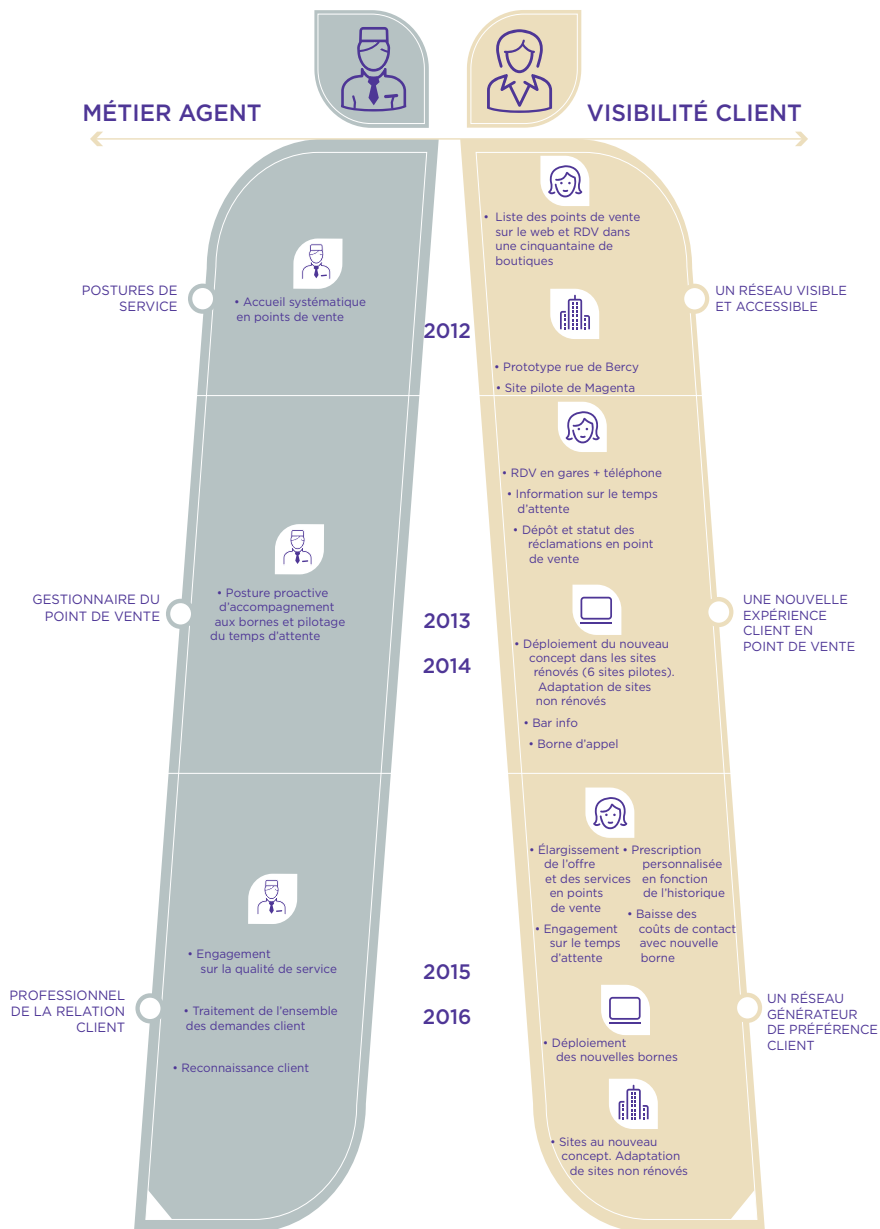 MÉTIER AGENT
VISIBILITÉ CLIENT
POSTURES DE
SERVICE
• Accueil systématique
en points de vente
2012
• Liste des points de vente
sur le web et RDV dans
une cinquantaine de
boutiques
• Prototype rue de Bercy
• Site pilote de Magenta
UN RÉSEAU VISIBLE
ET ACCESSIBLE
GESTIONNAIRE DU
POINT DE VENTE
• Posture proactive
d’accompagnement
aux bornes et pilotage
du temps d’attente
2013
2014
• RDV en gares + téléphone
• Information sur le temps
d’attente
• Dépôt et statut des
réclamations en point
de vente
• Déploiement du nouveau
concept dans les sites
rénovés (6 sites pilotes).
Adaptation de sites
non rénovés
• Bar info
• Borne d’appel
UNE NOUVELLE
EXPÉRIENCE
CLIENT EN
POINT DE VENTE
PROFESSIONNEL
DE LA RELATION
CLIENT
• Engagement
sur la qualité de service
• Traitement de l’ensemble
des demandes client
• Reconnaissance client
2015
2016
• Élargissement
de l’offre
et des services
en points
de vente
• Engagement
sur le temps
d’attente
• Prescription
personnalisée
en fonction
de l’historique
• Baisse des
coûts de contact
avec nouvelle
borne
• Déploiement
des nouvelles bornes
• Sites au nouveau
concept. Adaptation
de sites non rénovés
UN RÉSEAU
GÉNÉRATEUR
DE PRÉFÉRENCE
CLIENT